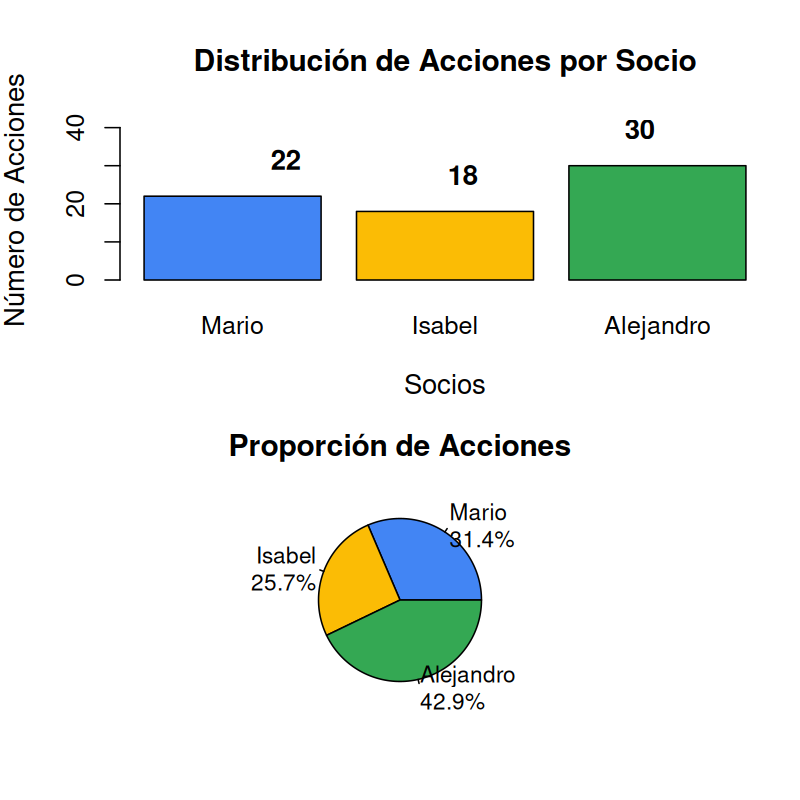 Distribución de Acciones por Socio
Número de Acciones
40
20
0
22
18
30
Mario
Isabel
Alejandro
Socios
Proporción de Acciones
Mario
31.4%
Isabel
25.7%
Alejandro
42.9%